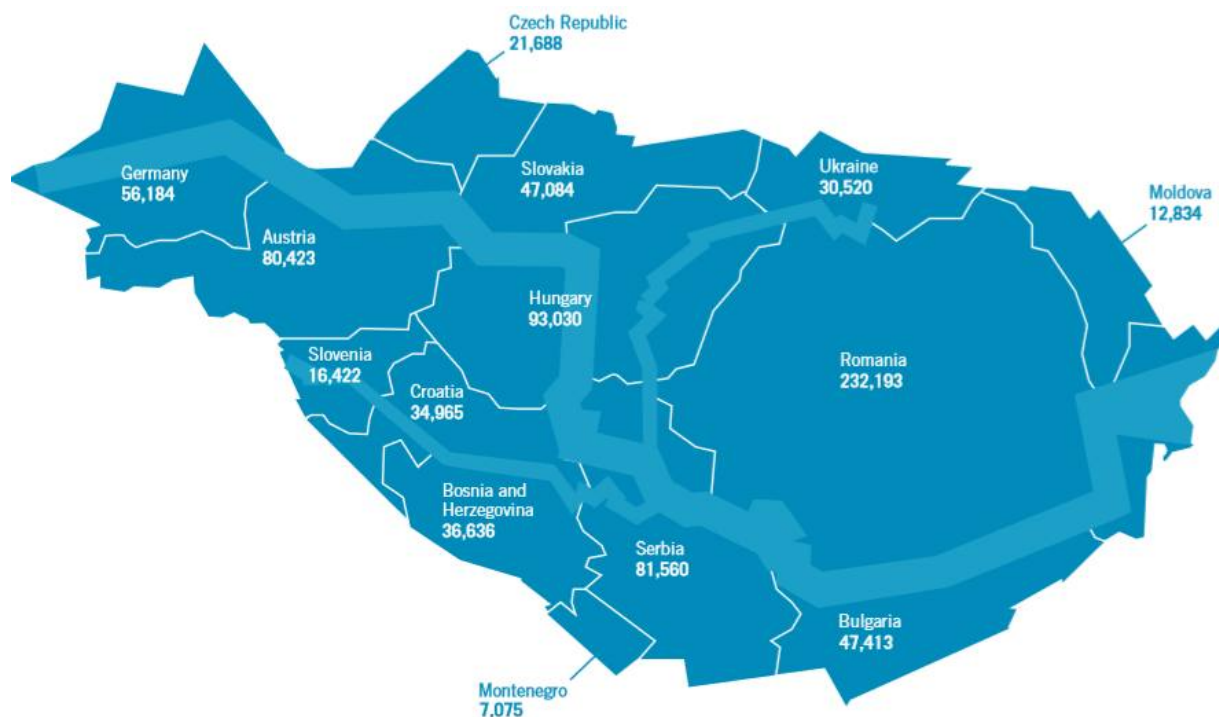 Czech Republic
21,688
Germany
56,184
Slovakia
47,084
Ukraine
30,520
Moldova
12,834
Austria
80,423
Hungary
93,030
Slovenia
16,422
Croatia
34,965
Romania
232,193
Bosnia and
Herzegovina
36,636
Serbia
81,560
Bulgaria
47,413
Montenegro
7,075